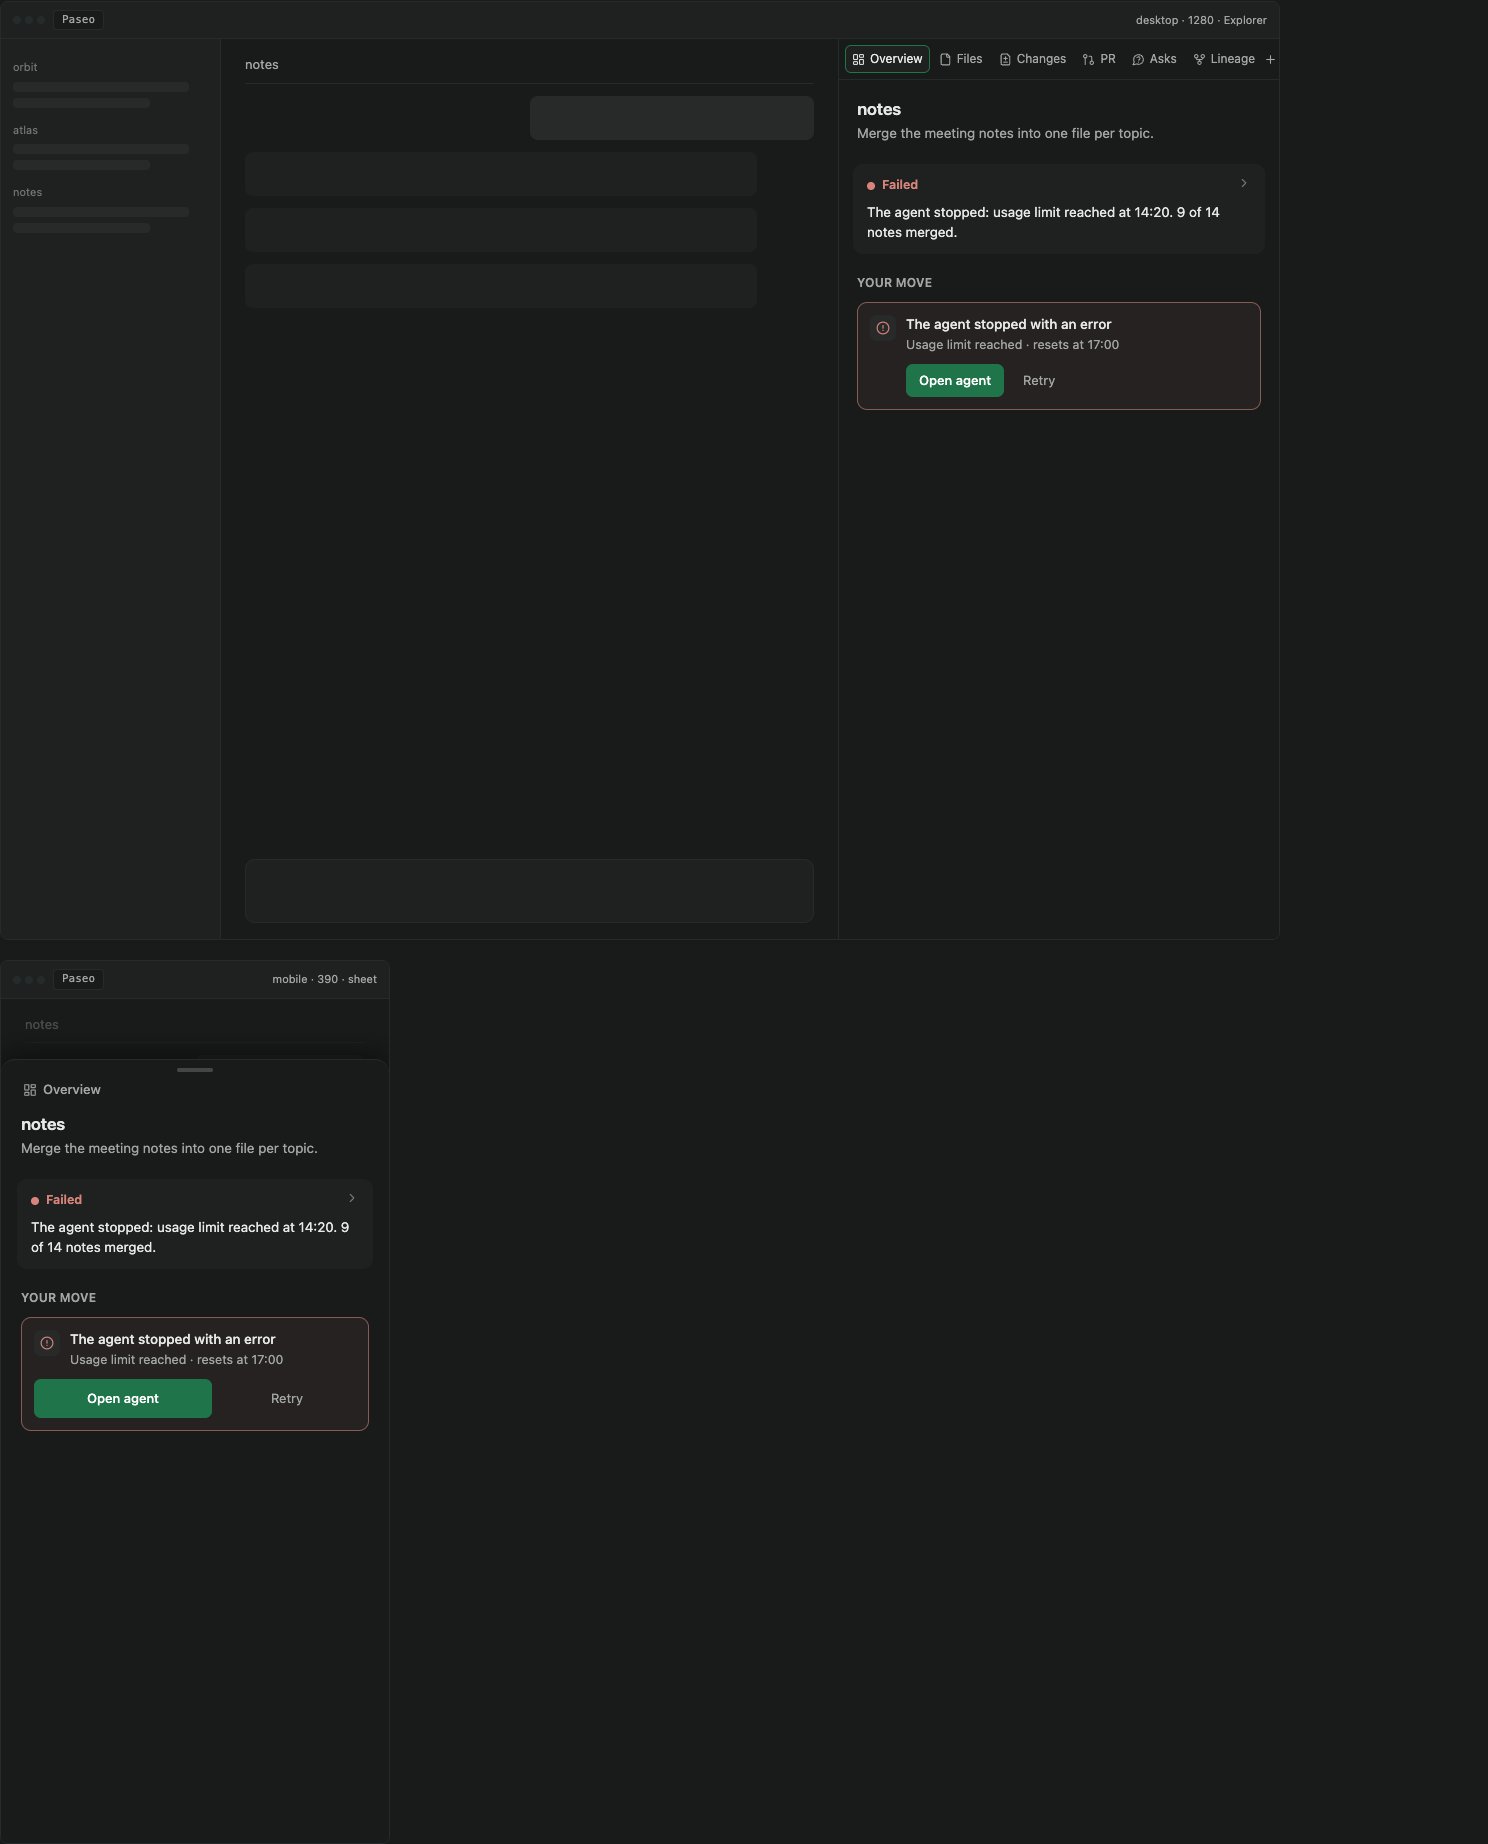 Paseo
desktop · 1280 · Explorer
orbit
atlas
notes
notes
Overview
Files
Changes
PR
Asks
Lineage
+
notes
Merge the meeting notes into one file per topic.
Failed
The agent stopped: usage limit reached at 14:20. 9 of 14
notes merged.
YOUR MOVE
The agent stopped with an error
Usage limit reached · resets at 17:00
Open agent
Retry
Paseo
mobile · 390 · sheet
notes
Overview
notes
Merge the meeting notes into one file per topic.
Failed
The agent stopped: usage limit reached at 14:20. 9
of 14 notes merged.
YOUR MOVE
The agent stopped with an error
Usage limit reached · resets at 17:00
Open agent
Retry